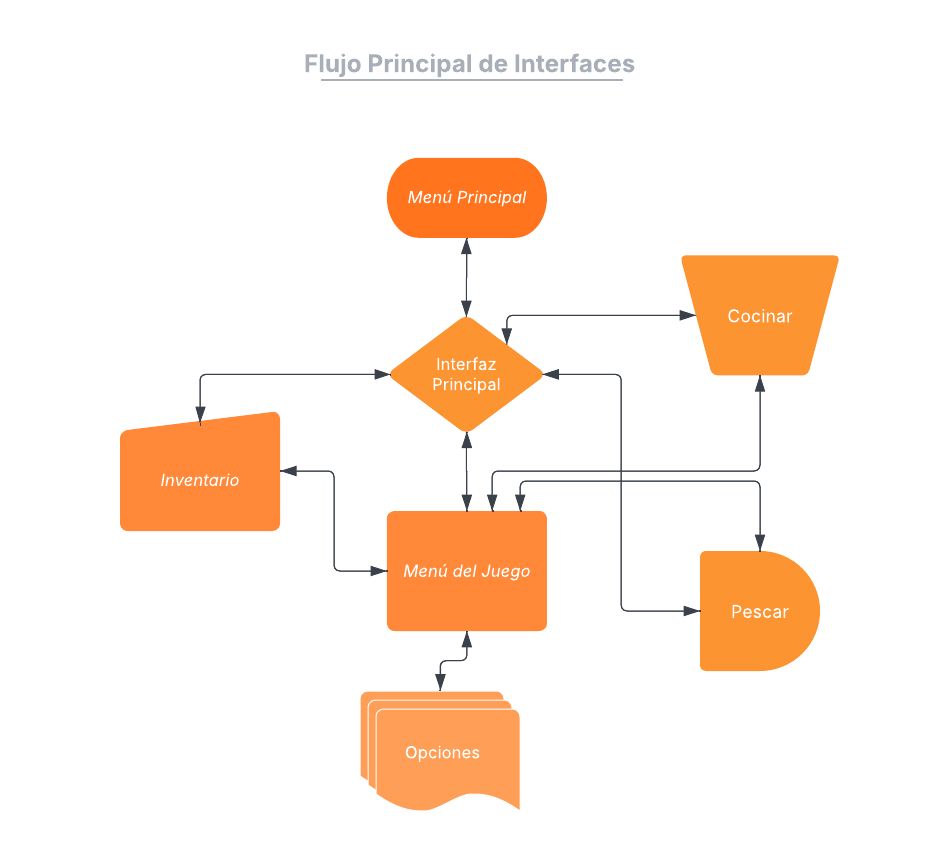 Flujo Principal de Interfaces
Menú Principal
Cocinar
Interfaz
Principal
Inventario
Menú del Juego
Pescar
Opciones